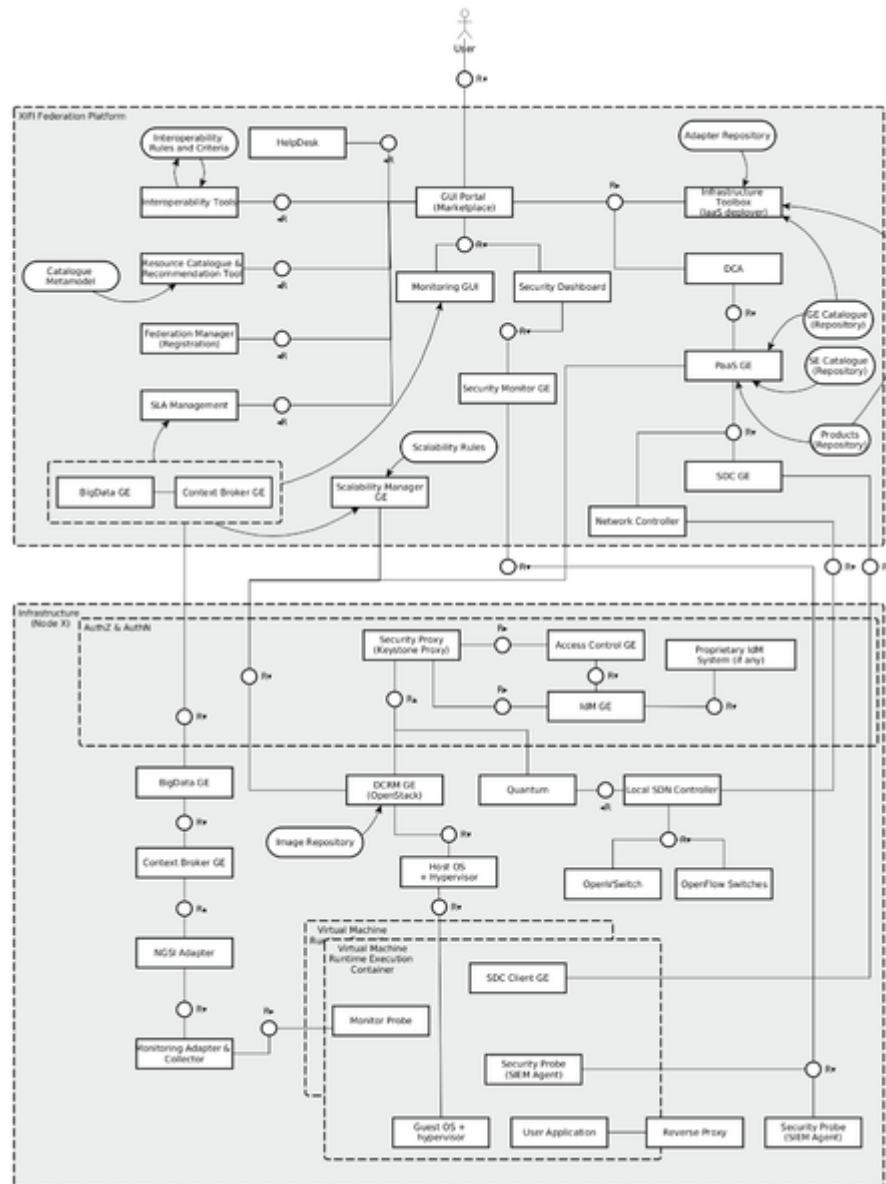 User
R▾
XIFI Federation Platform
Interoperability
Rules and Criteria
HelpDesk
◂R
Adapter Repository
Interoperability Tools
◂R
GUI Portal
(Marketplace)
R▸
Infrastructure
Toolbox
(IaaS deployer)
R▾
Catalogue
Metamodel
Resource Catalogue &
Recommendation Tool
◂R
Monitoring GUI
Security Dashboard
DCA
Federation Manager
(Registration)
◂R
R▾
R▾
GE Catalogue
(Repository)
SLA Management
◂R
Security Monitor GE
PaaS GE
SE Catalogue
(Repository)
Scalability Rules
R▾
Products
(Repository)
BigData GE
Context Broker GE
Scalability Manager
GE
SDC GE
Network Controller
R▾
R▾
Infrastructure
(Node X)
AuthZ & AuthN
Security Proxy
(Keystone Proxy)
R▸
Access Control GE
Proprietary IdM
System (if any)
R▾
R▾
R▴
R▸
IdM GE
R▾
R▾
BigData GE
DCRM GE
(OpenStack)
Quantum
◂R
Local SDN Controller
R▾
Image Repository
R▾
R▾
Context Broker GE
Host OS
+ Hypervisor
OpenVSwitch
OpenFlow Switches
R▴
R▾
Virtual Machine
NGSI Adapter
Virtual Machine
Runtime Execution
Container
SDC Client GE
R▾
R▸
Monitor Probe
Monitoring Adapter &
Collector
Security Probe
(SIEM Agent)
R▾
Guest OS +
hypervisor
User Application
Reverse Proxy
Security Probe
(SIEM Agent)